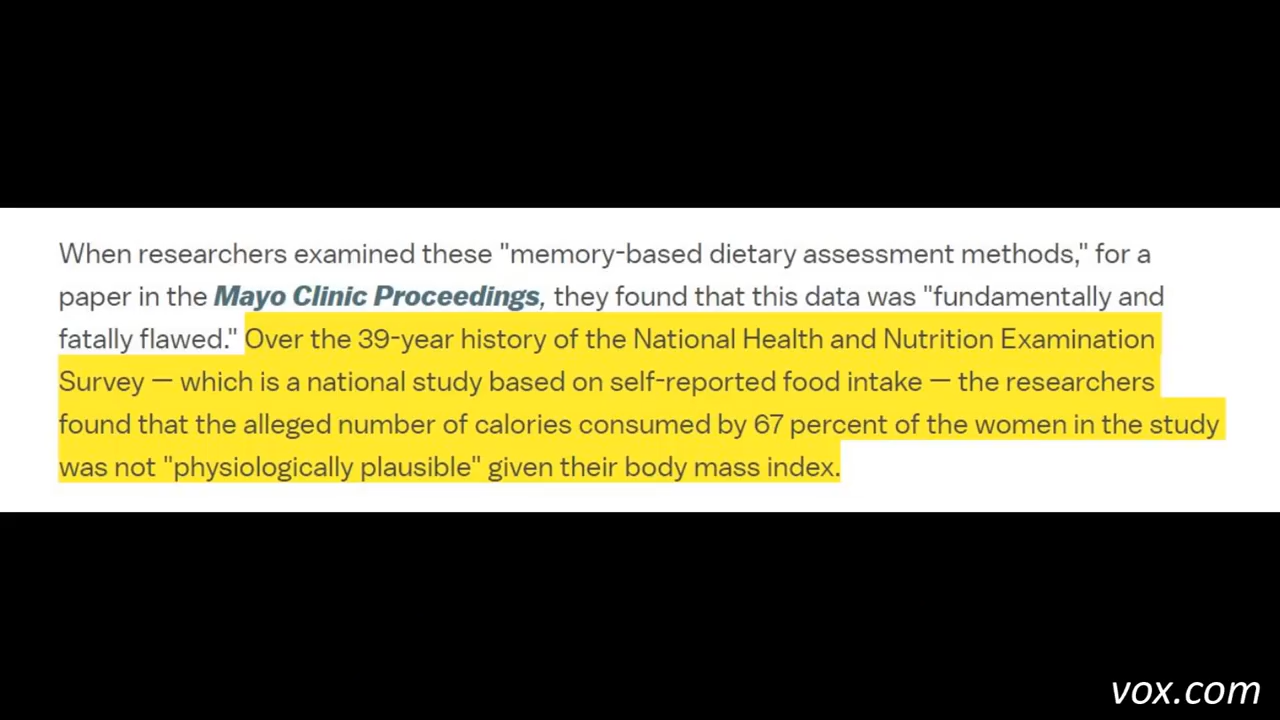 When researchers examined these "memory-based dietary assessment methods," for a
paper in the Mayo Clinic Proceedings, they found that this data was "fundamentally and
fatally flawed." Over the 39-year history of the National Health and Nutrition Examination
Survey — which is a national study based on self-reported food intake — the researchers
found that the alleged number of calories consumed by 67 percent of the women in the study
was not "physiologically plausible" given their body mass index.
vox.com